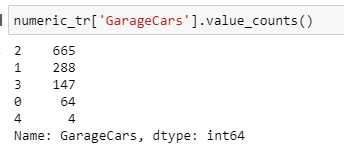 numeric_tr['GarageCars'].value_counts()
2    665
1    288
3    147
0     64
4      4
Name: GarageCars, dtype: int64